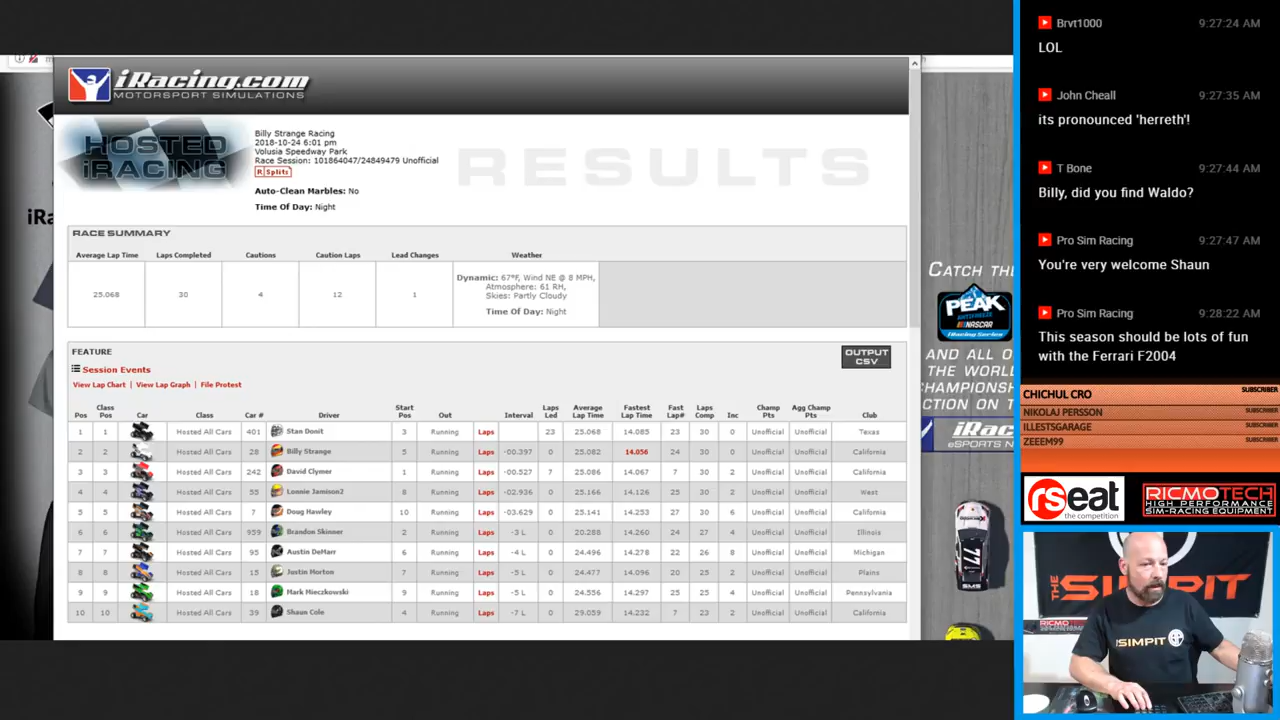 iRacing.com
MOTORSPORT SIMULATIONS
HOSTED
iRACING
Billy Strange Racing
2018-10-24 6:01 pm
Volusia Speedway Park
Race Session: 101864047/24849479 Unofficial
R Splits
Auto-Clean Marbles: No
Time Of Day: Night
RESULTS
RACE SUMMARY
Average Lap Time Laps Completed Cautions Caution Laps Lead Changes Weather
25.068 30 4 12 1
Dynamic: 67°F, Wind NE @ 8 MPH,
Atmosphere: 61 RH,
Skies: Partly Cloudy
Time Of Day: Night
FEATURE
OUTPUT
CSV
Session Events
View Lap Chart | View Lap Graph | File Protest
Pos Class Pos Car Class Car # Driver Start Pos Out Interval Laps Led Average Lap Time Fastest Lap Time Fast Lap# Laps Comp Inc Champ Pts Agg Champ Pts Club
1 1 Hosted All Cars 401 Stan Donit 3 Running Laps 23 25.068 14.085 23 30 0 Unofficial Unofficial Texas
2 2 Hosted All Cars 28 Billy Strange 5 Running Laps -00.397 0 25.082 14.056 24 30 0 Unofficial Unofficial California
3 3 Hosted All Cars 242 David Clymer 1 Running Laps -00.527 7 25.086 14.067 7 30 2 Unofficial Unofficial California
4 4 Hosted All Cars 55 Lonnie Jamison2 8 Running Laps -02.936 0 25.166 14.126 25 30 2 Unofficial Unofficial West
5 5 Hosted All Cars 7 Doug Hawley 10 Running Laps -03.629 0 25.141 14.253 27 30 6 Unofficial Unofficial California
6 6 Hosted All Cars 959 Brandon Skinner 2 Running Laps -3 L 0 20.288 14.260 24 27 4 Unofficial Unofficial Illinois
7 7 Hosted All Cars 95 Austin DeMarr 6 Running Laps -4 L 0 24.496 14.278 22 26 8 Unofficial Unofficial Michigan
8 8 Hosted All Cars 15 Justin Horton 7 Running Laps -5 L 0 24.477 14.096 20 25 2 Unofficial Unofficial Plains
9 9 Hosted All Cars 18 Mark Mieczkowski 9 Running Laps -5 L 0 24.556 14.297 25 25 4 Unofficial Unofficial Pennsylvania
10 10 Hosted All Cars 39 Shaun Cole 4 Running Laps -7 L 0 29.059 14.232 7 23 2 Unofficial Unofficial California
iRa
CATCH THE
PEAK
ANTIFREEZE
NASCAR
iRacing Series
AND ALL O
THE WORL
CHAMPIONSHIP
CTION ON T
iRac
eSPORTS N
77
SMS
Brvt1000 9:27:24 AM
LOL
John Cheall 9:27:35 AM
its pronounced 'herreth'!
T Bone 9:27:44 AM
Billy, did you find Waldo?
Pro Sim Racing 9:27:47 AM
You're very welcome Shaun
Pro Sim Racing 9:28:22 AM
This season should be lots of fun
with the Ferrari F2004
CHICHUL CRO SUBSCRIBER
NIKOLAJ PERSSON SUBSCRIBER
ILLESTSGARAGE SUBSCRIBER
ZEEEM99 SUBSCRIBER
rseat
the competition
RICMOTECH
HIGH PERFORMANCE
SIM-RACING EQUIPMENT
THE SIMPIT
RICMOTECH
THE SIMPIT